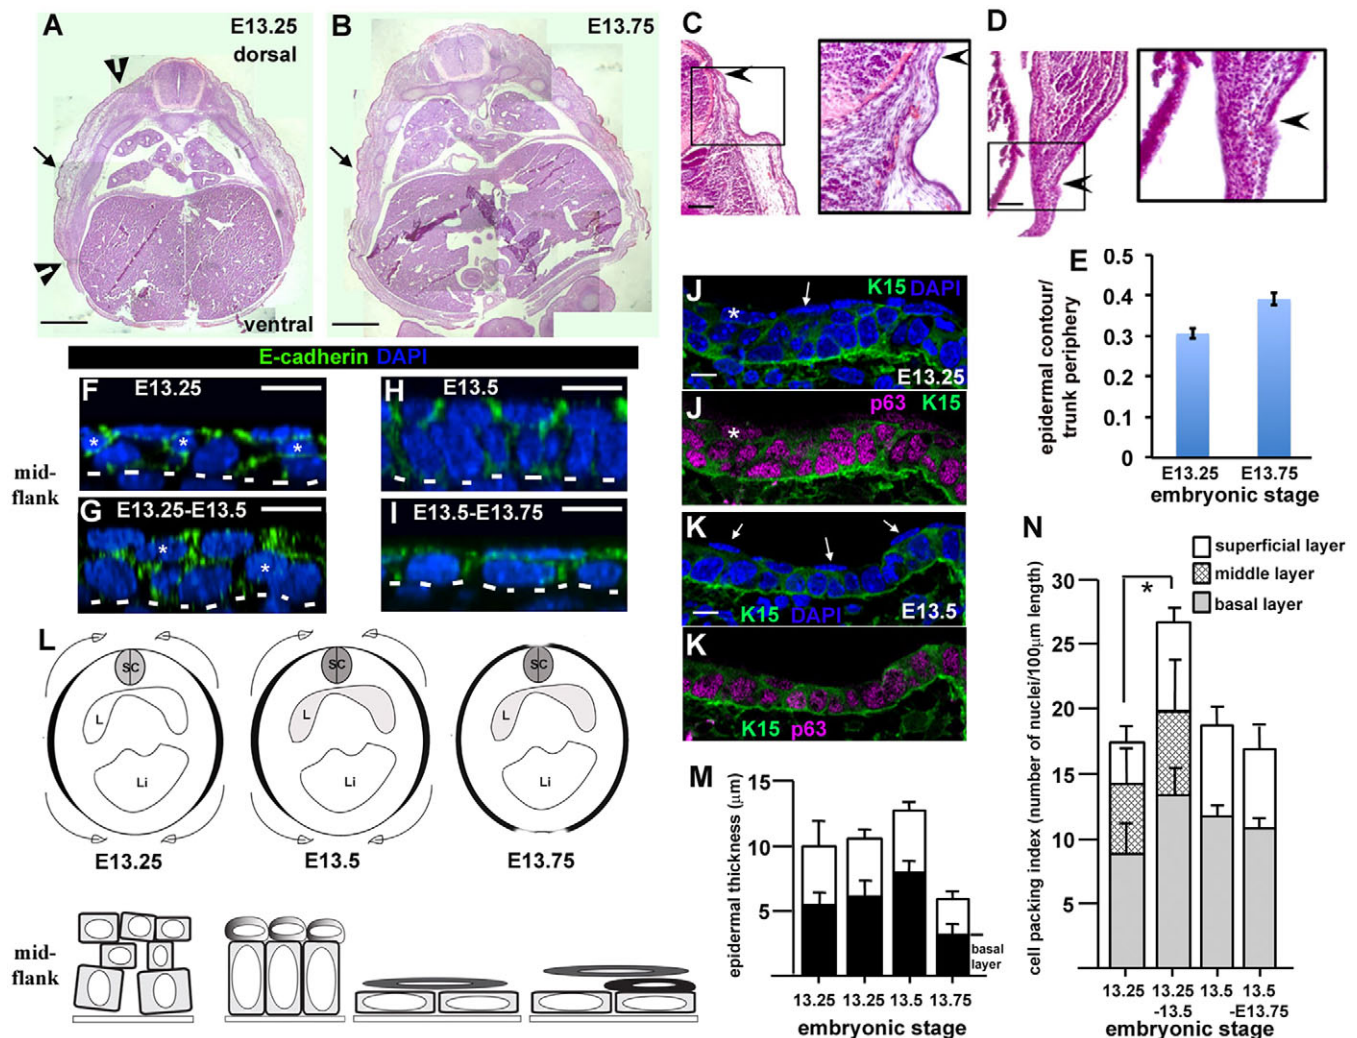 A
E13.25
dorsal
ventral
B
E13.75
C
D
E
0.5
0.4
0.3
0.2
0.1
0
epidermal contour/
trunk periphery
E13.25
E13.75
embryonic stage
E-cadherin DAPI
mid-
flank
F
E13.25
*
*
*
H
E13.5
G
E13.25-E13.5
*
*
I
E13.5-E13.75
J
K15 DAPI
*
E13.25
J
p63 K15
*
K
K15 DAPI
E13.5
K
K15 p63
L
SC
L
Li
E13.25
SC
L
Li
E13.5
SC
L
Li
E13.75
mid-
flank
M
epidermal thickness (μm)
15
10
5
basal
layer
13.25
13.25
13.5
13.75
embryonic stage
N
superficial layer
middle layer
basal layer
cell packing index (number of nuclei/100μm length)
30
25
20
15
10
5
*
13.25
13.25
-13.5
13.5
13.5
-E13.75
embryonic stage